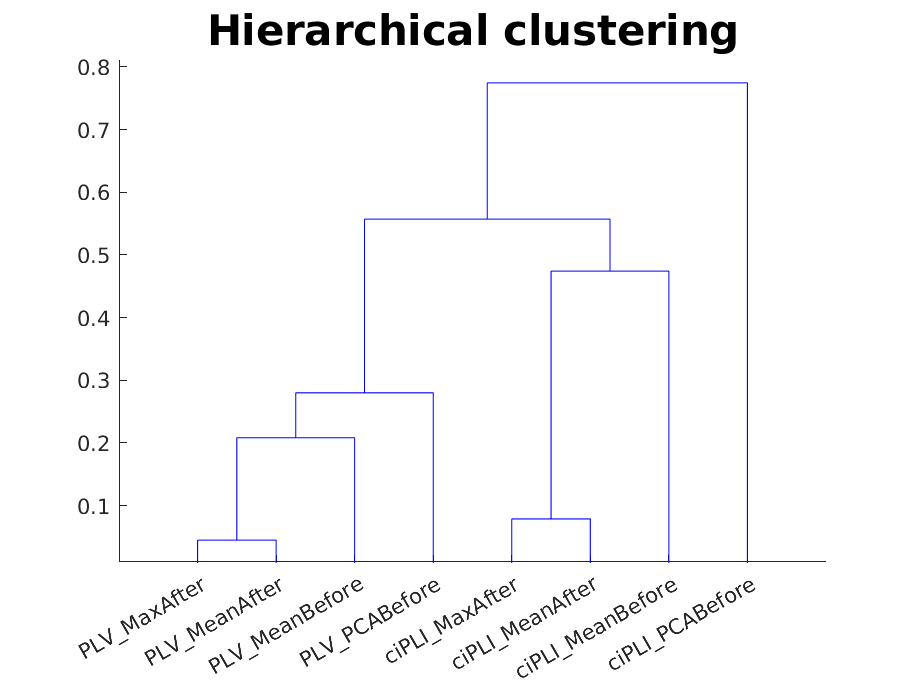 Hierarchical clustering
0.8
0.7
0.6
0.5
0.4
0.3
0.2
0.1
PLV_MaxAfter
PLV_MeanAfter
PLV_MeanBefore
PLV_PCABefore
ciPLI_MaxAfter
ciPLI_MeanAfter
ciPLI_MeanBefore
ciPLI_PCABefore